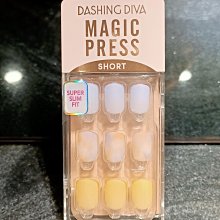 DASHING DIVA
MAGIC
PRESS
SHORT
SUPER
SLIM
FIT